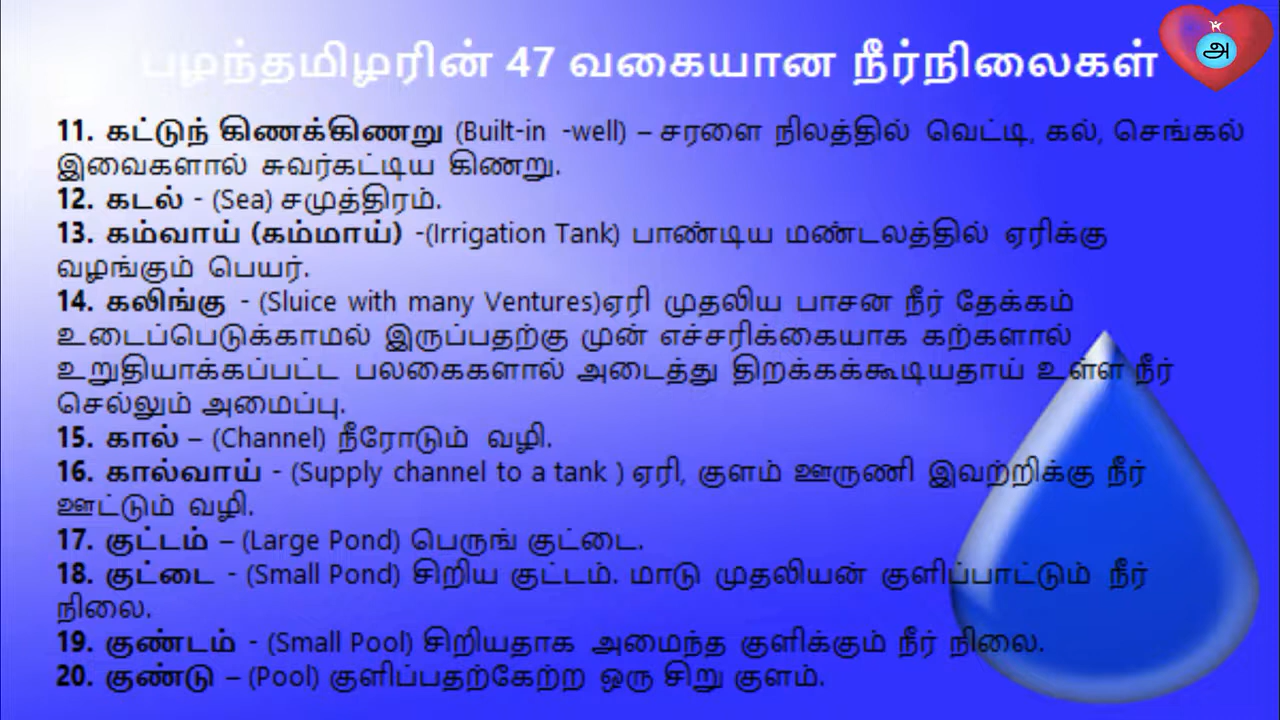 பழந்தமிழரின் 47 வகையான நீர்நிலைகள்
அ
11. கட்டுந் கிணக்கிணறு (Built-in -well) – சரளை நிலத்தில் வெட்டி, கல், செங்கல்
இவைகளால் சுவர்கட்டிய கிணறு.
12. கடல் - (Sea) சமுத்திரம்.
13. கம்வாய் (கம்மாய்) -(Irrigation Tank) பாண்டிய மண்டலத்தில் ஏரிக்கு
வழங்கும் பெயர்.
14. கலிங்கு - (Sluice with many Ventures)ஏரி முதலிய பாசன நீர் தேக்கம்
உடைப்பெடுக்காமல் இருப்பதற்கு முன் எச்சரிக்கையாக கற்களால்
உறுதியாக்கப்பட்ட பலகைகளால் அடைத்து திறக்கக்கூடியதாய் உள்ள நீர்
செல்லும் அமைப்பு.
15. கால் – (Channel) நீரோடும் வழி.
16. கால்வாய் - (Supply channel to a tank ) ஏரி, குளம் ஊருணி இவற்றிக்கு நீர்
ஊட்டும் வழி.
17. குட்டம் – (Large Pond) பெருங் குட்டை.
18. குட்டை - (Small Pond) சிறிய குட்டம். மாடு முதலியன் குளிப்பாட்டும் நீர்
நிலை.
19. குண்டம் - (Small Pool) சிறியதாக அமைந்த குளிக்கும் நீர் நிலை.
20. குண்டு – (Pool) குளிப்பதற்கேற்ற ஒரு சிறு குளம்.